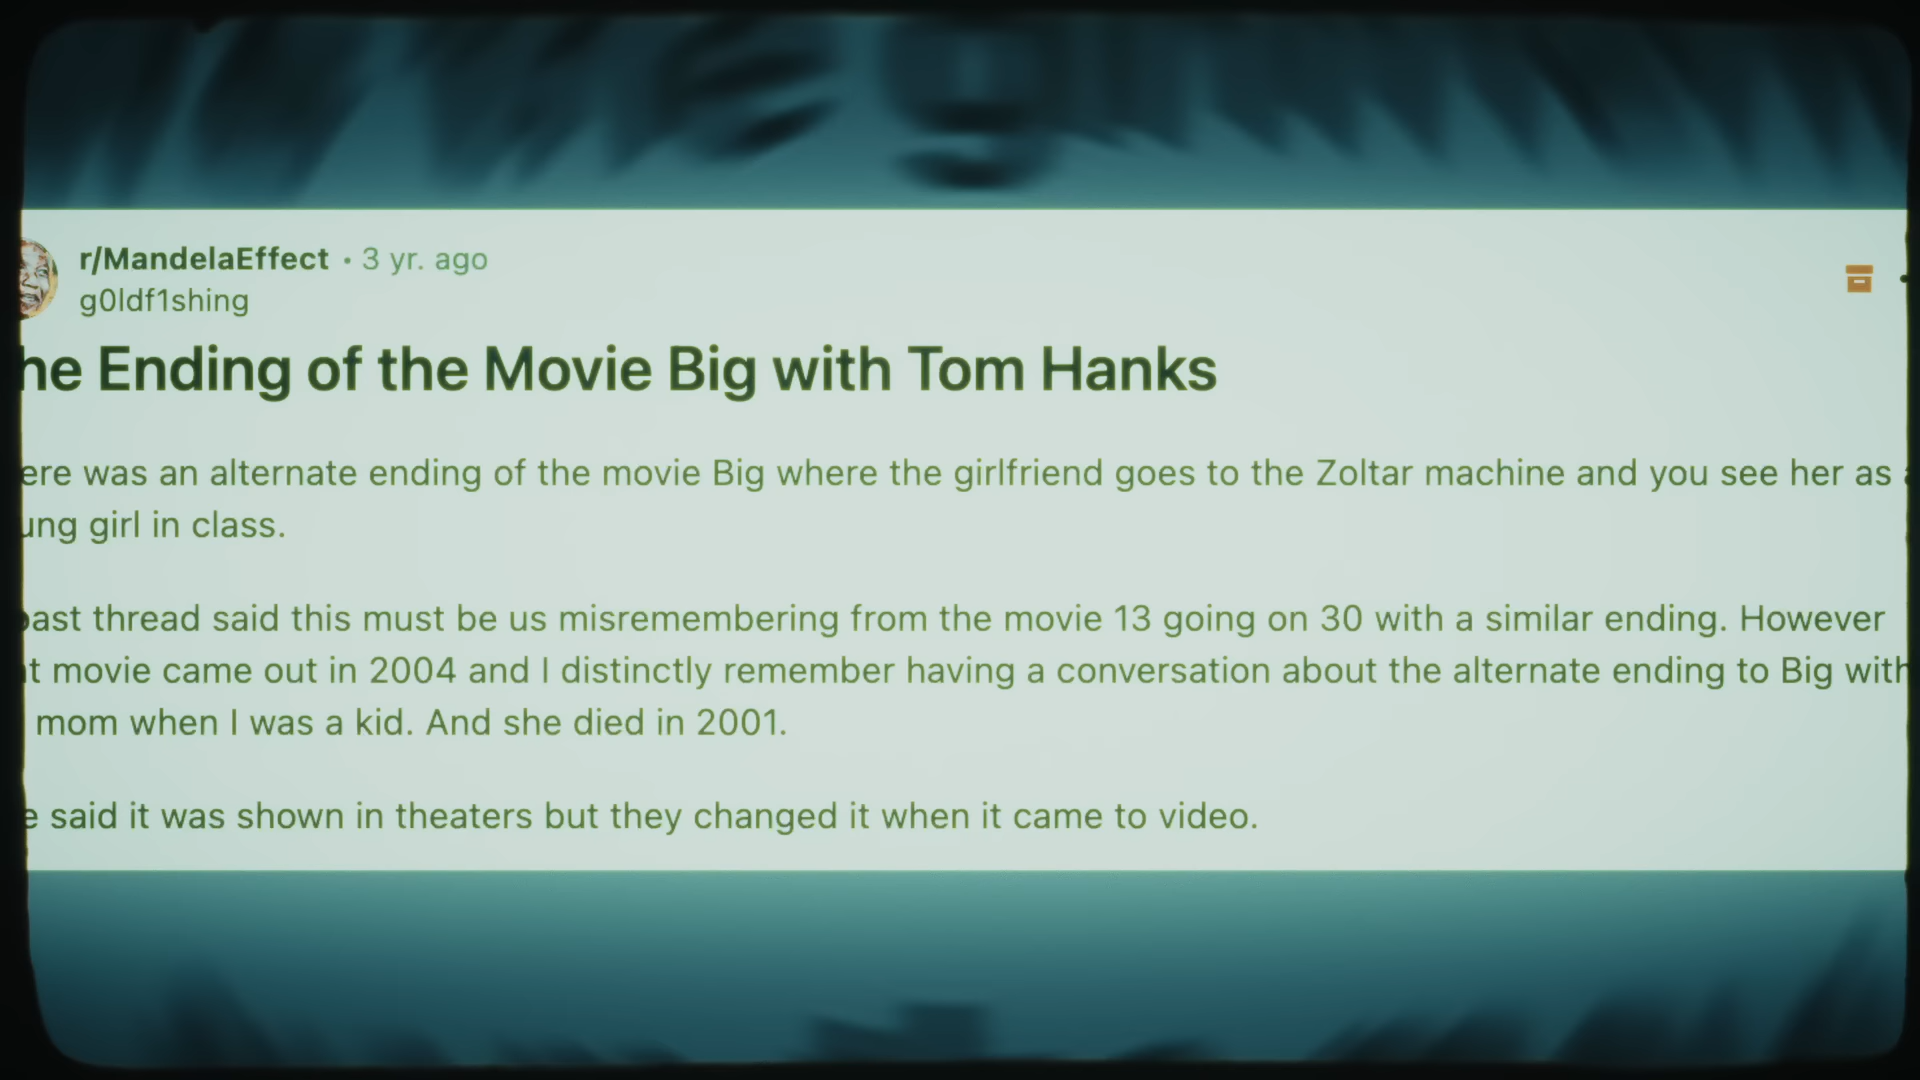 r/MandelaEffect • 3 yr. ago
g0ldf1shing
he Ending of the Movie Big with Tom Hanks
ere was an alternate ending of the movie Big where the girlfriend goes to the Zoltar machine and you see her as a
ung girl in class.
past thread said this must be us misremembering from the movie 13 going on 30 with a similar ending. However
t movie came out in 2004 and I distinctly remember having a conversation about the alternate ending to Big with
mom when I was a kid. And she died in 2001.
e said it was shown in theaters but they changed it when it came to video.